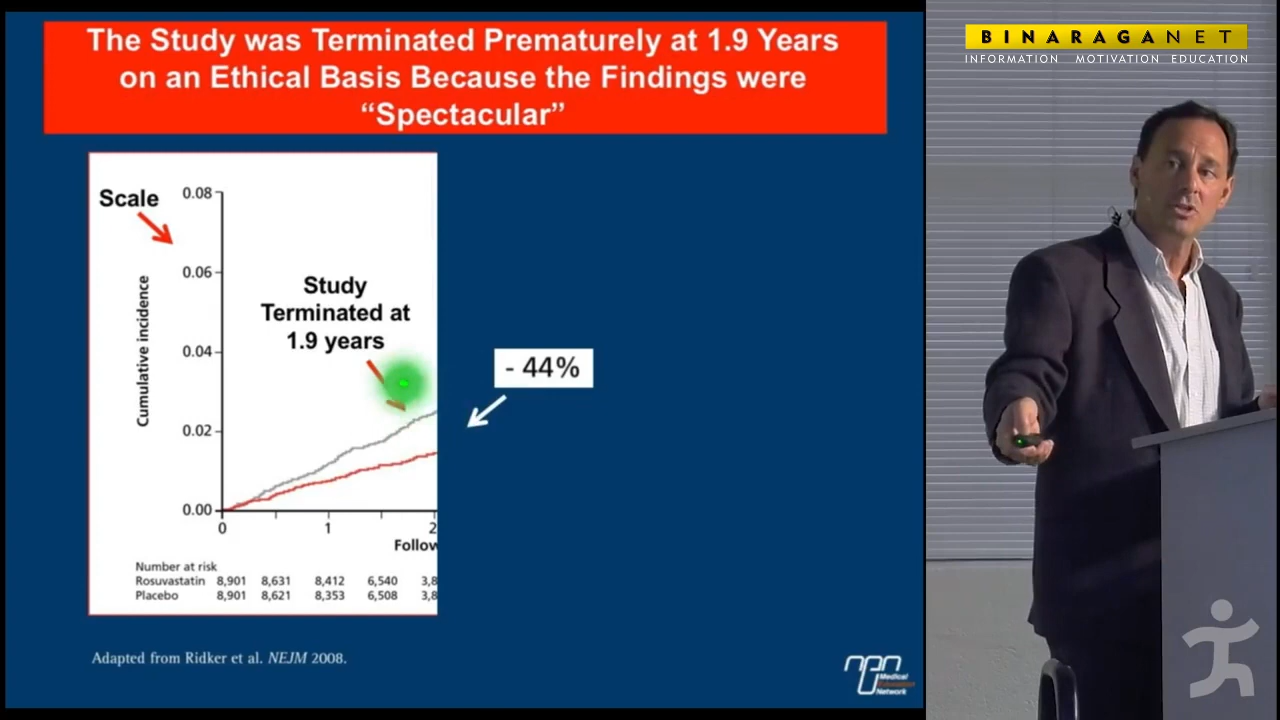 The Study was Terminated Prematurely at 1.9 Years
on an Ethical Basis Because the Findings were
“Spectacular”
BINARAGANET
INFORMATION MOTIVATION EDUCATION
Scale
0.08
0.06
0.04
0.02
0.00
Cumulative incidence
Study
Terminated at
1.9 years
- 44%
0 1 2
Follow
Number at risk
Rosuvastatin 8,901 8,631 8,412 6,540 3,8
Placebo 8,901 8,621 8,353 6,508 3,8
Adapted from Ridker et al. NEJM 2008.
Medical
Education
Network